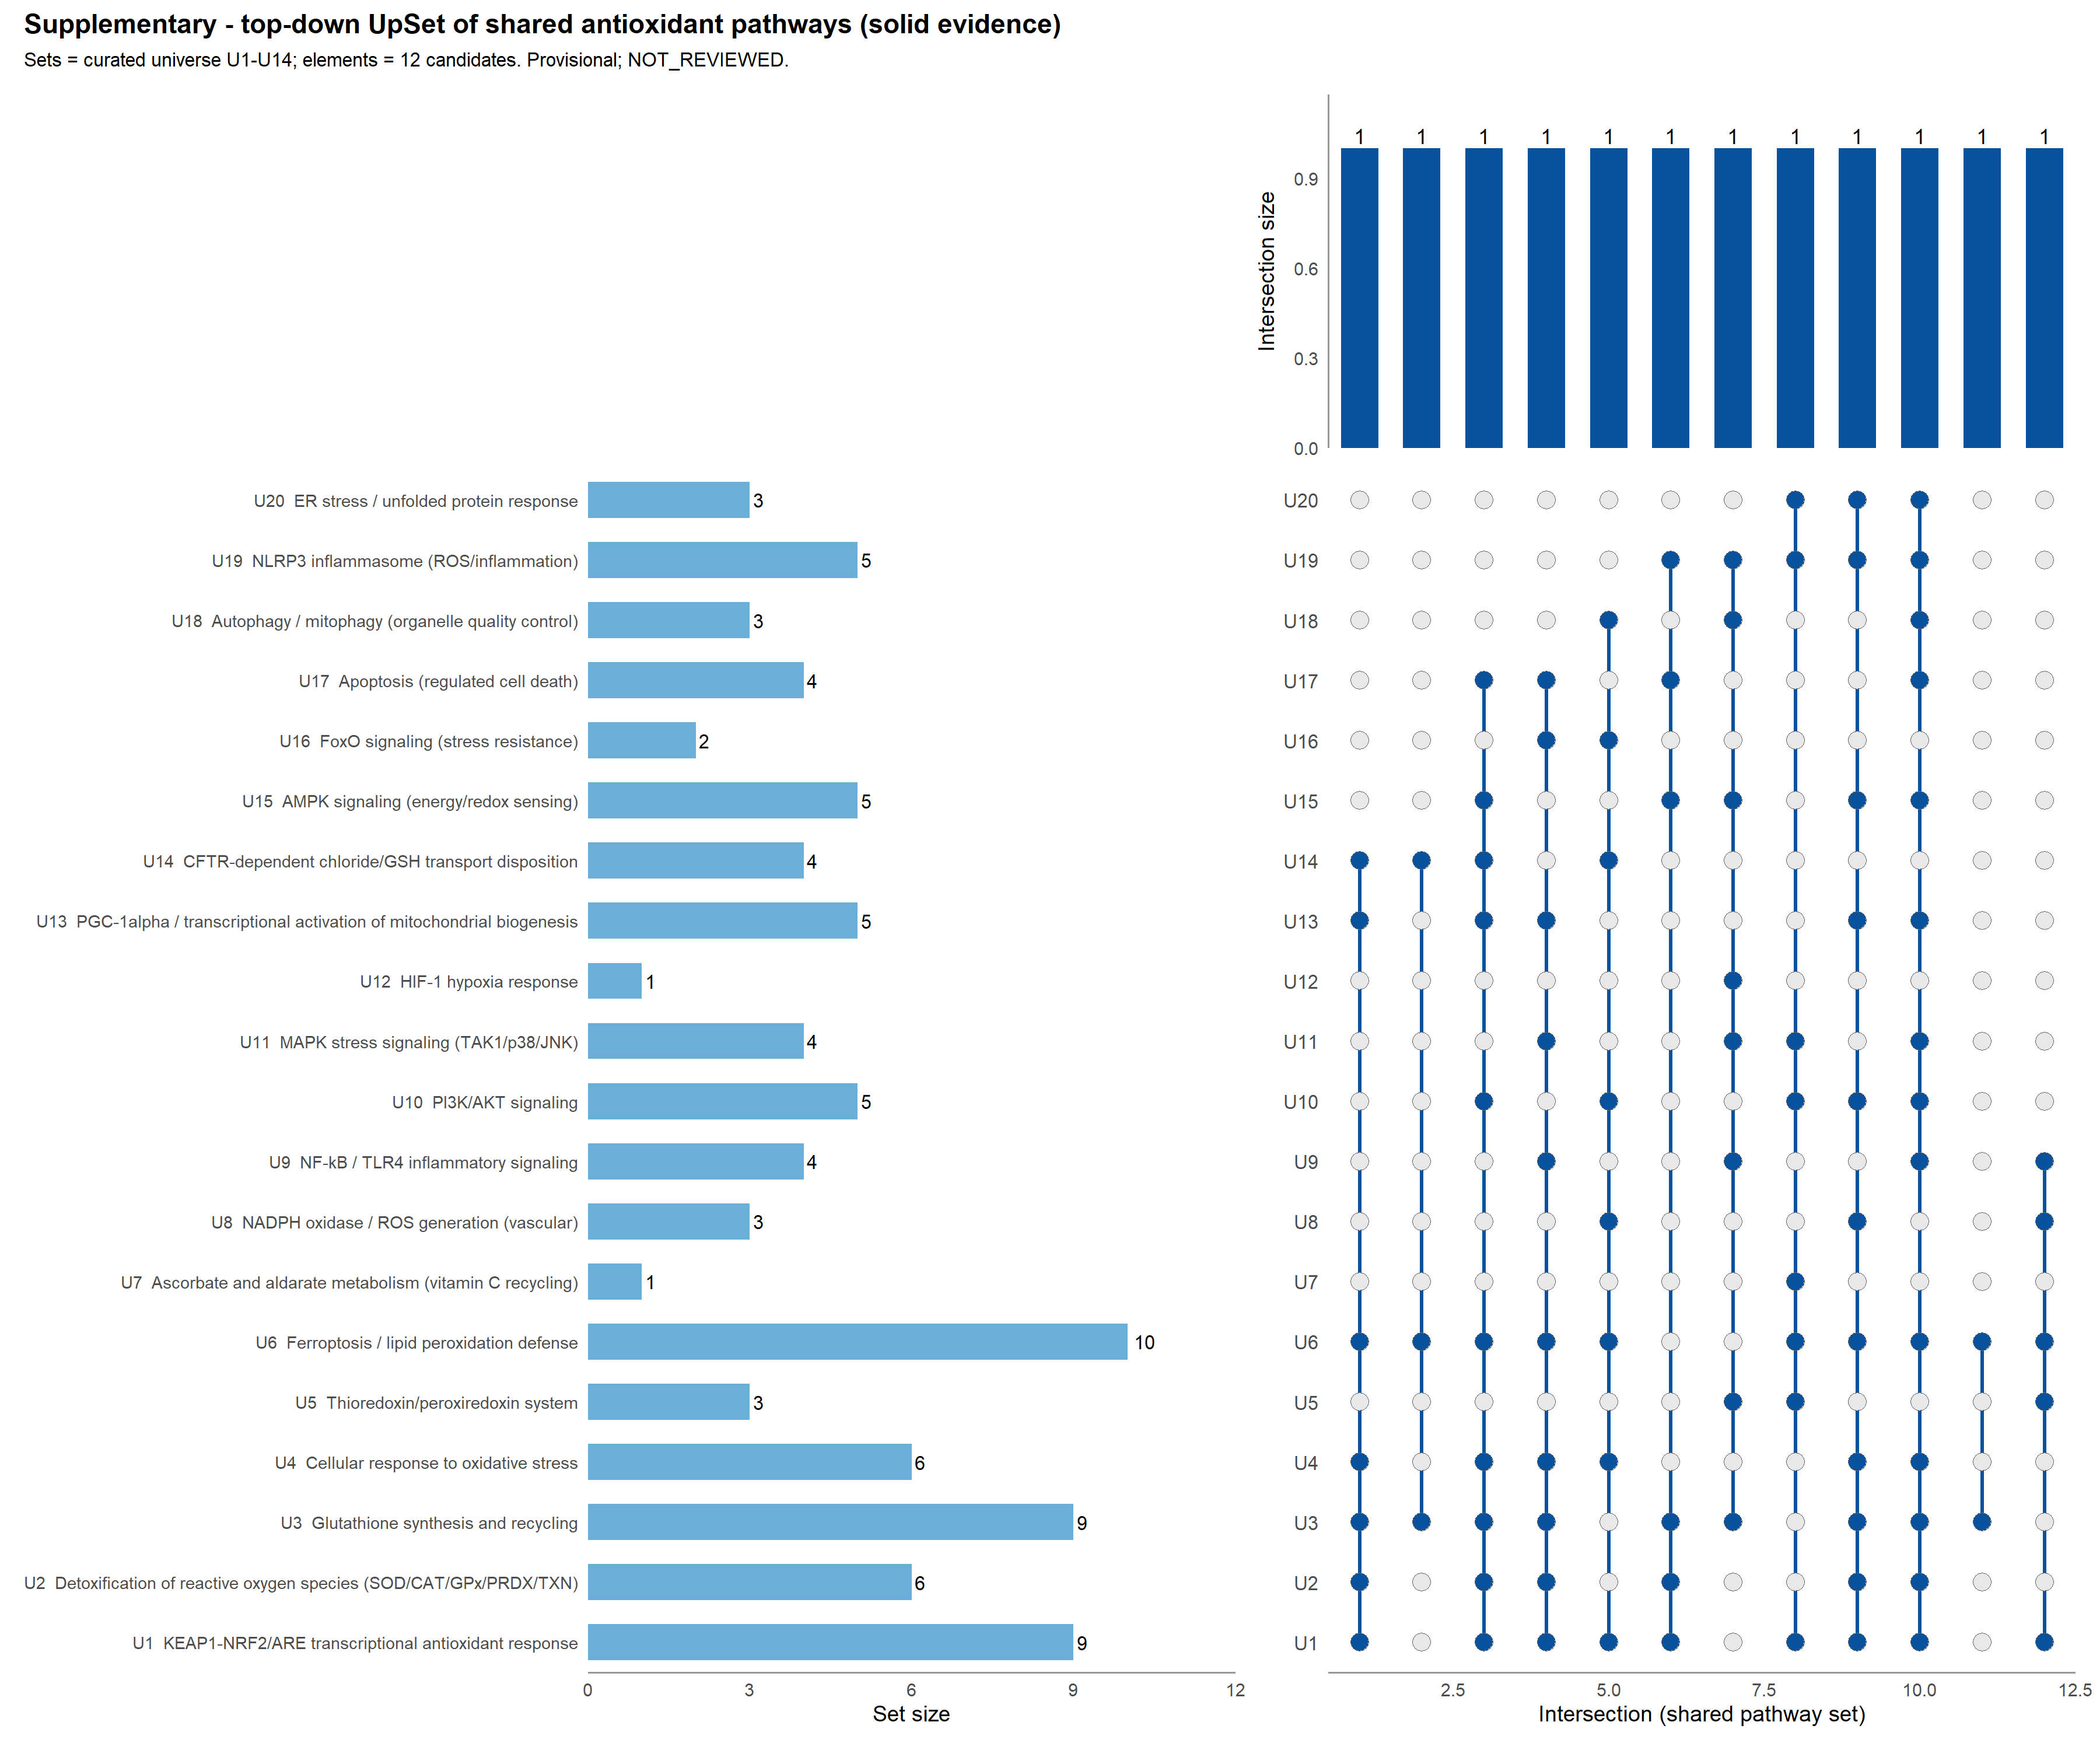 Supplementary - top-down UpSet of shared antioxidant pathways (solid evidence)
Sets = curated universe U1-U14; elements = 12 candidates. Provisional; NOT_REVIEWED.
1 1 1 1 1 1 1 1 1 1 1 1
Intersection size
0.9
0.6
0.3
0.0
U20 ER stress / unfolded protein response 3 U20
U19 NLRP3 inflammasome (ROS/inflammation) 5 U19
U18 Autophagy / mitophagy (organelle quality control) 3 U18
U17 Apoptosis (regulated cell death) 4 U17
U16 FoxO signaling (stress resistance) 2 U16
U15 AMPK signaling (energy/redox sensing) 5 U15
U14 CFTR-dependent chloride/GSH transport disposition 4 U14
U13 PGC-1alpha / transcriptional activation of mitochondrial biogenesis 5 U13
U12 HIF-1 hypoxia response 1 U12
U11 MAPK stress signaling (TAK1/p38/JNK) 4 U11
U10 PI3K/AKT signaling 5 U10
U9 NF-kB / TLR4 inflammatory signaling 4 U9
U8 NADPH oxidase / ROS generation (vascular) 3 U8
U7 Ascorbate and aldarate metabolism (vitamin C recycling) 1 U7
U6 Ferroptosis / lipid peroxidation defense 10 U6
U5 Thioredoxin/peroxiredoxin system 3 U5
U4 Cellular response to oxidative stress 6 U4
U3 Glutathione synthesis and recycling 9 U3
U2 Detoxification of reactive oxygen species (SOD/CAT/GPx/PRDX/TXN) 6 U2
U1 KEAP1-NRF2/ARE transcriptional antioxidant response 9 U1
0 3 6 9 12 2.5 5.0 7.5 10.0 12.5
Set size Intersection (shared pathway set)